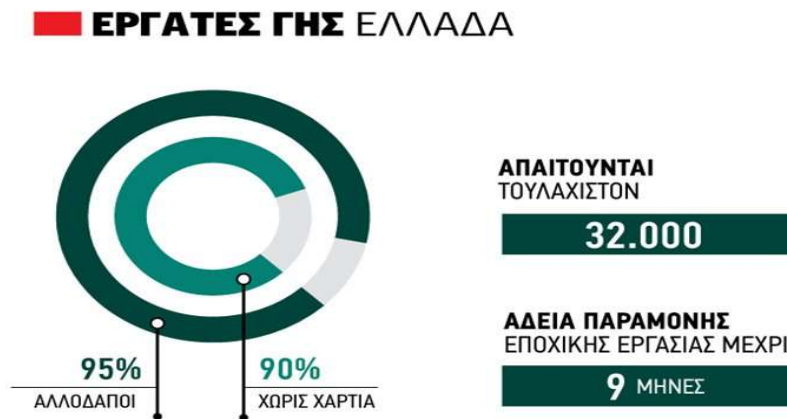 ΕΡΓΑΤΕΣ ΓΗΣ ΕΛΛΑΔΑ
ΑΠΑΙΤΟΥΝΤΑΙ
ΤΟΥΛΑΧΙΣΤΟΝ
32.000
ΑΔΕΙΑ ΠΑΡΑΜΟΝΗΣ
ΕΠΟΧΙΚΗΣ ΕΡΓΑΣΙΑΣ ΜΕΧΡΙ
9 ΜΗΝΕΣ
95%
ΑΛΛΟΔΑΠΟΙ
90%
ΧΩΡΙΣ ΧΑΡΤΙΑ